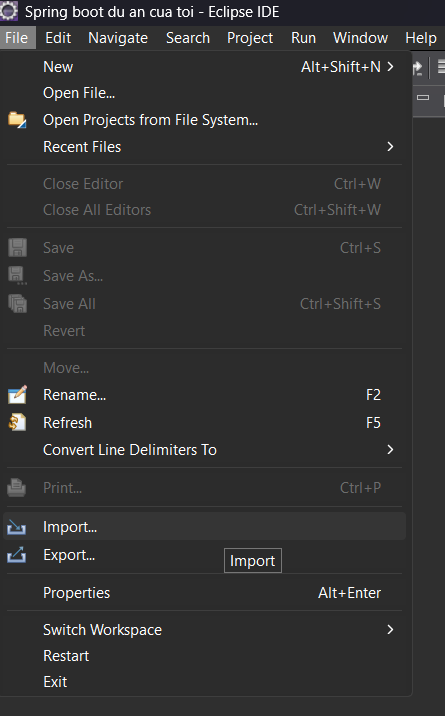 Spring boot du an cua toi - Eclipse IDE
File Edit Navigate Search Project Run Window Help
New Alt+Shift+N
Open File...
Open Projects from File System...
Recent Files
Close Editor Ctrl+W
Close All Editors Ctrl+Shift+W
Save Ctrl+S
Save As...
Save All Ctrl+Shift+S
Revert
Move...
Rename... F2
Refresh F5
Convert Line Delimiters To
Print... Ctrl+P
Import...
Export...
Import
Properties Alt+Enter
Switch Workspace
Restart
Exit